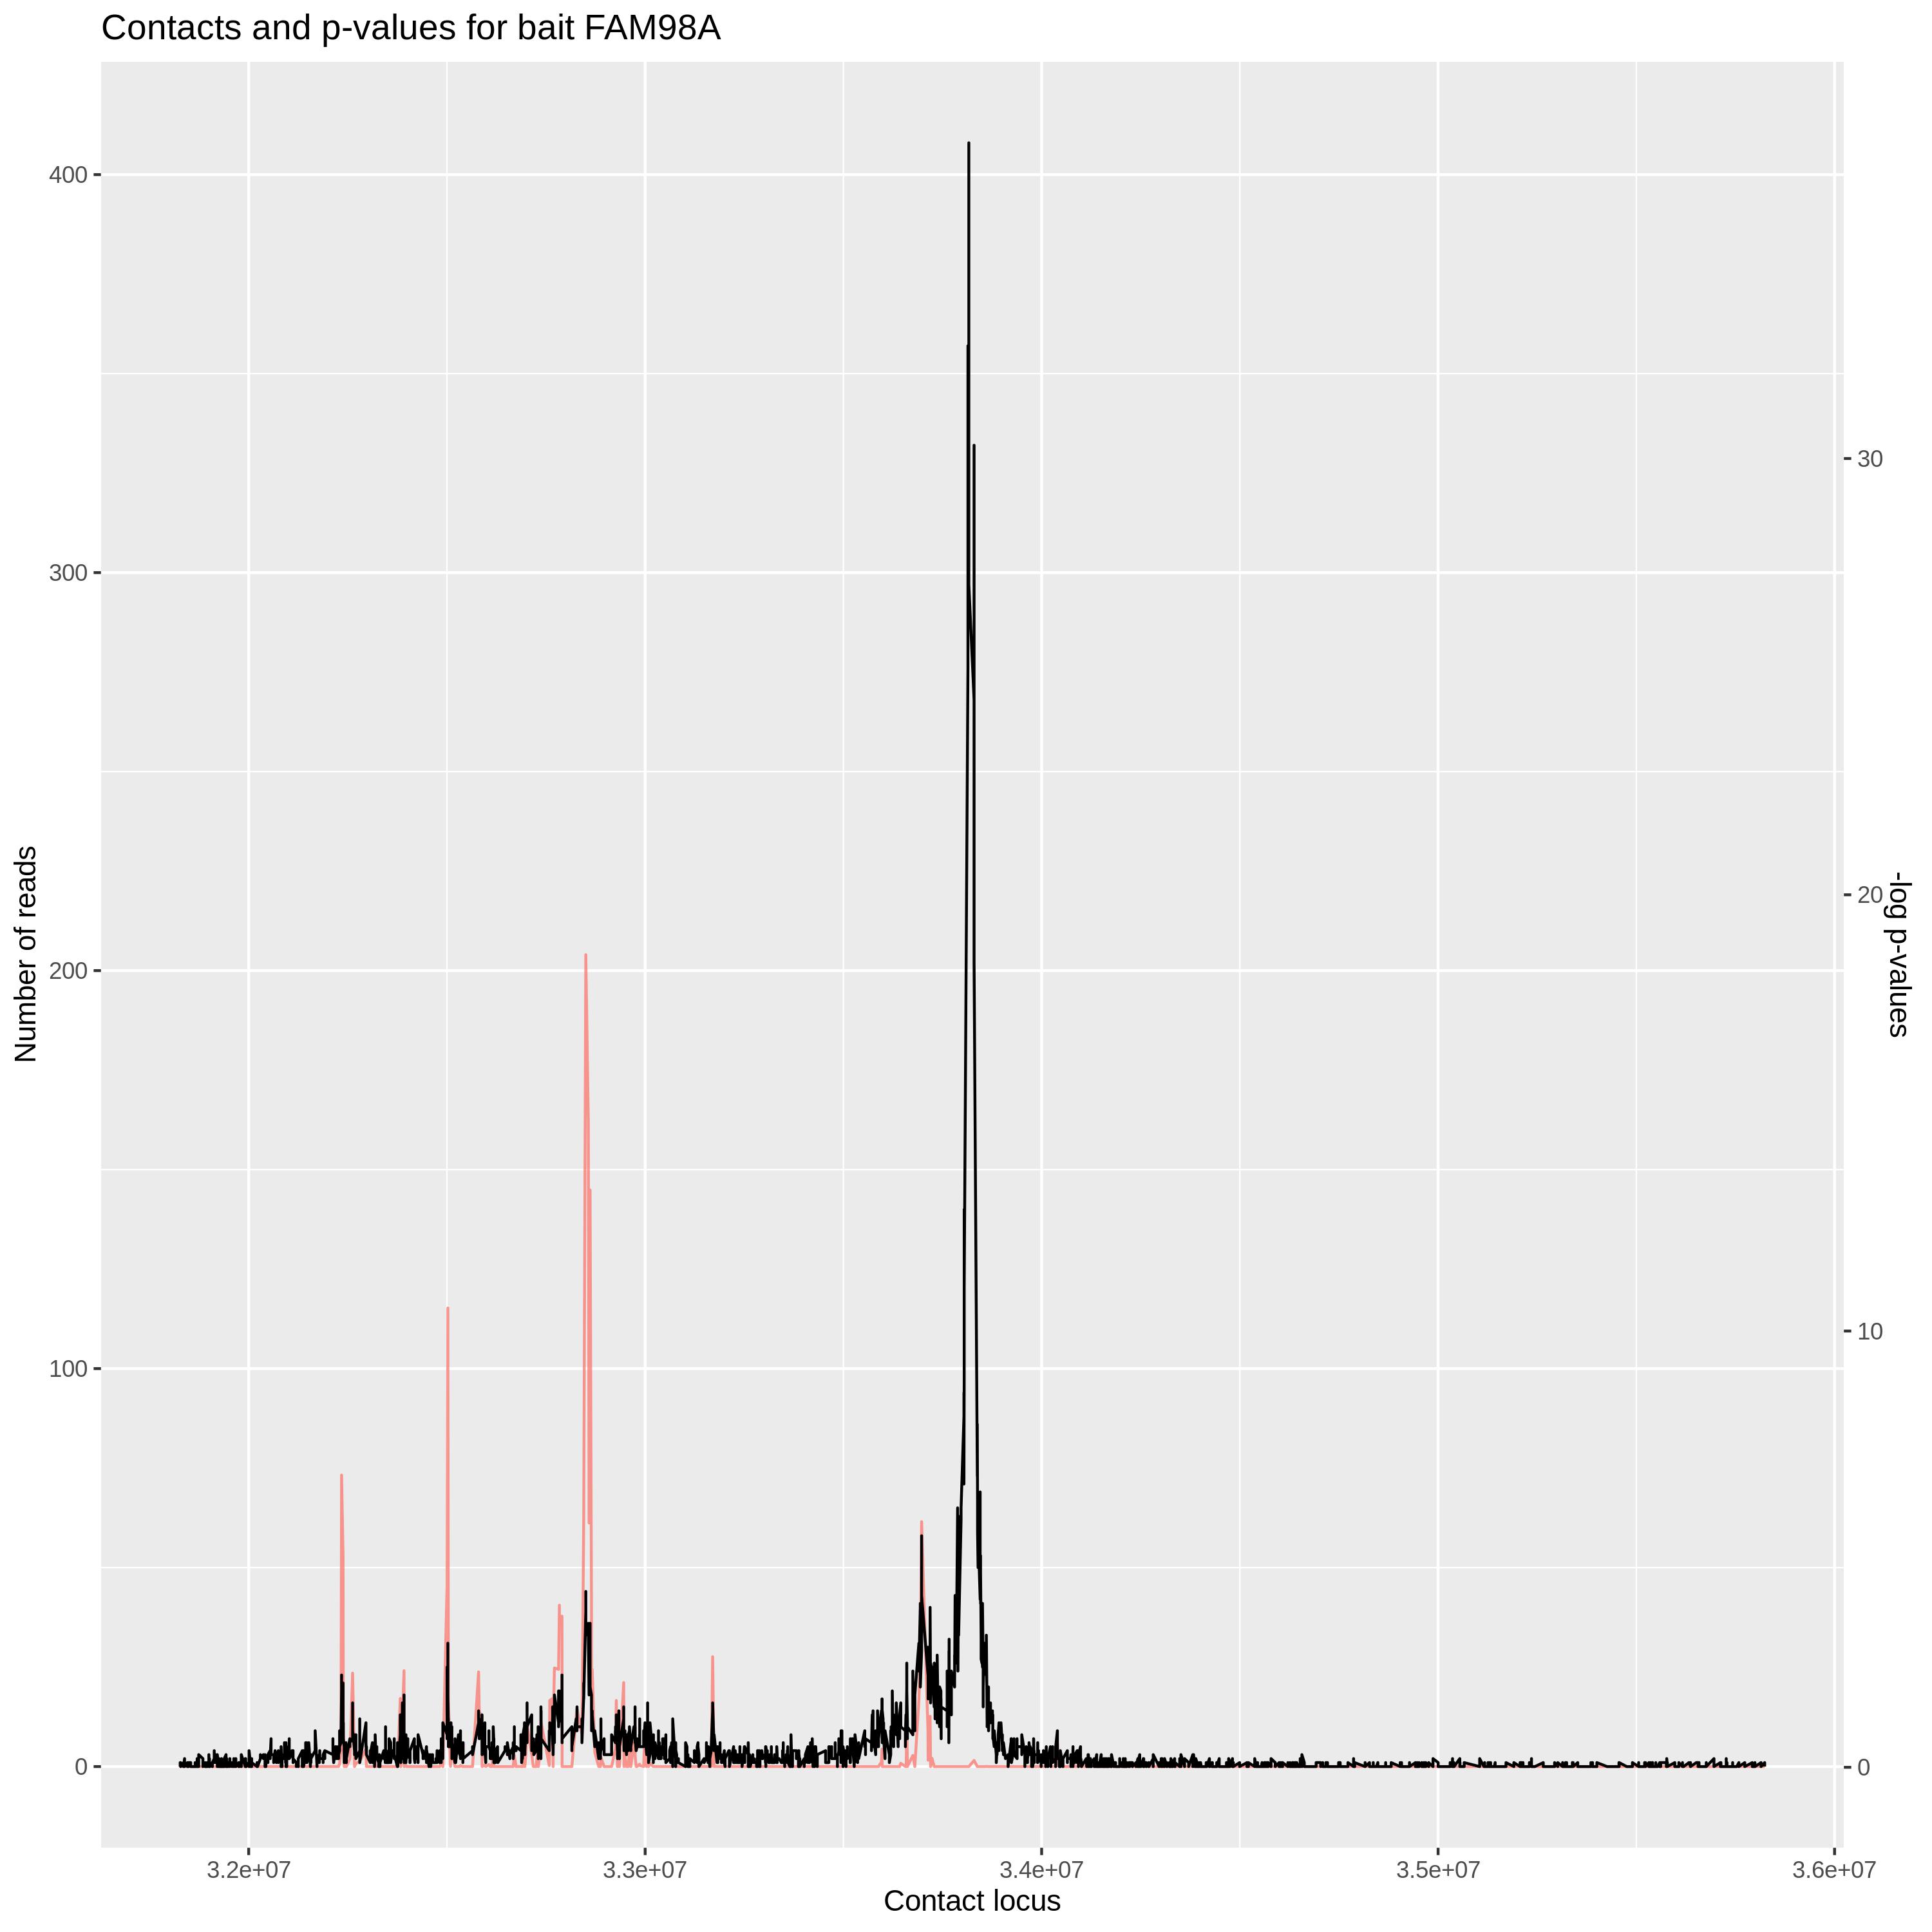 Contacts and p-values for bait FAM98A
400
300
200
100
0
Number of reads
30
20
10
0
-log p-values
3.2e+07
3.3e+07
3.4e+07
3.5e+07
3.6e+07
Contact locus